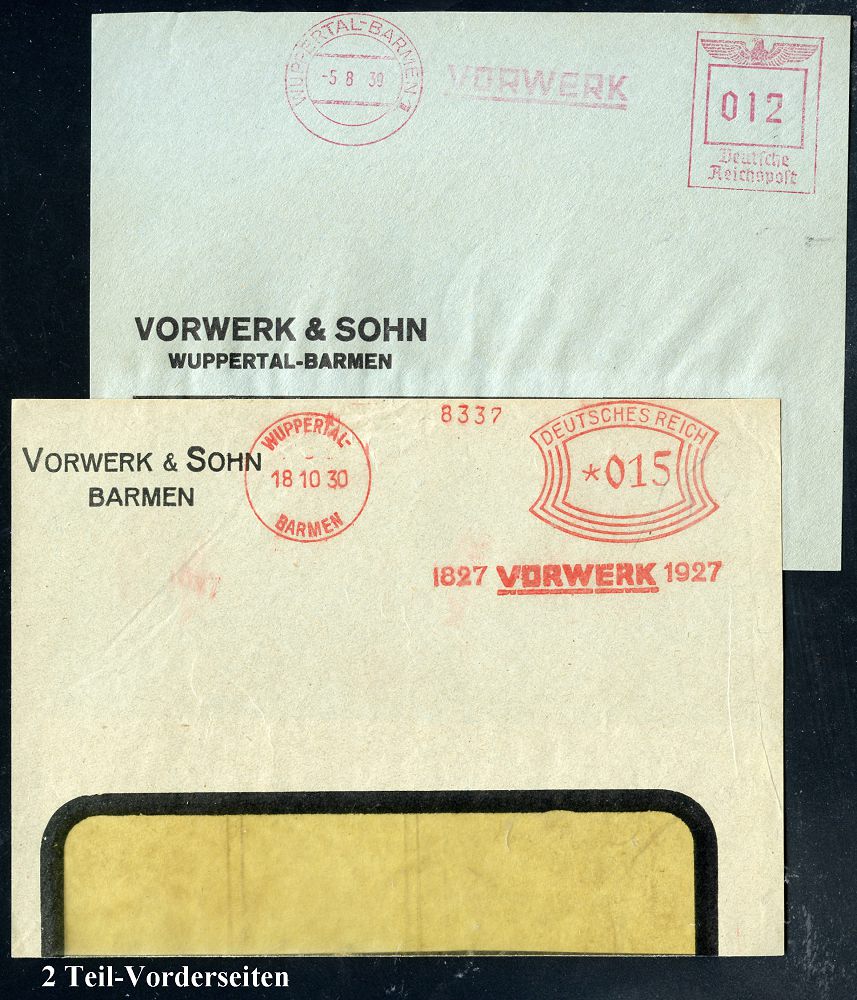 WUPPERTAL-BARMEN 2
-5 8 39
VORWERK
012
Deutsche
Reichspost
VORWERK & SOHN
WUPPERTAL-BARMEN
VORWERK & SOHN
BARMEN
WUPPERTAL-
18 10 30
BARMEN
8337
DEUTSCHES REICH
*015
1827 VORWERK 1927
2 Teil-Vorderseiten